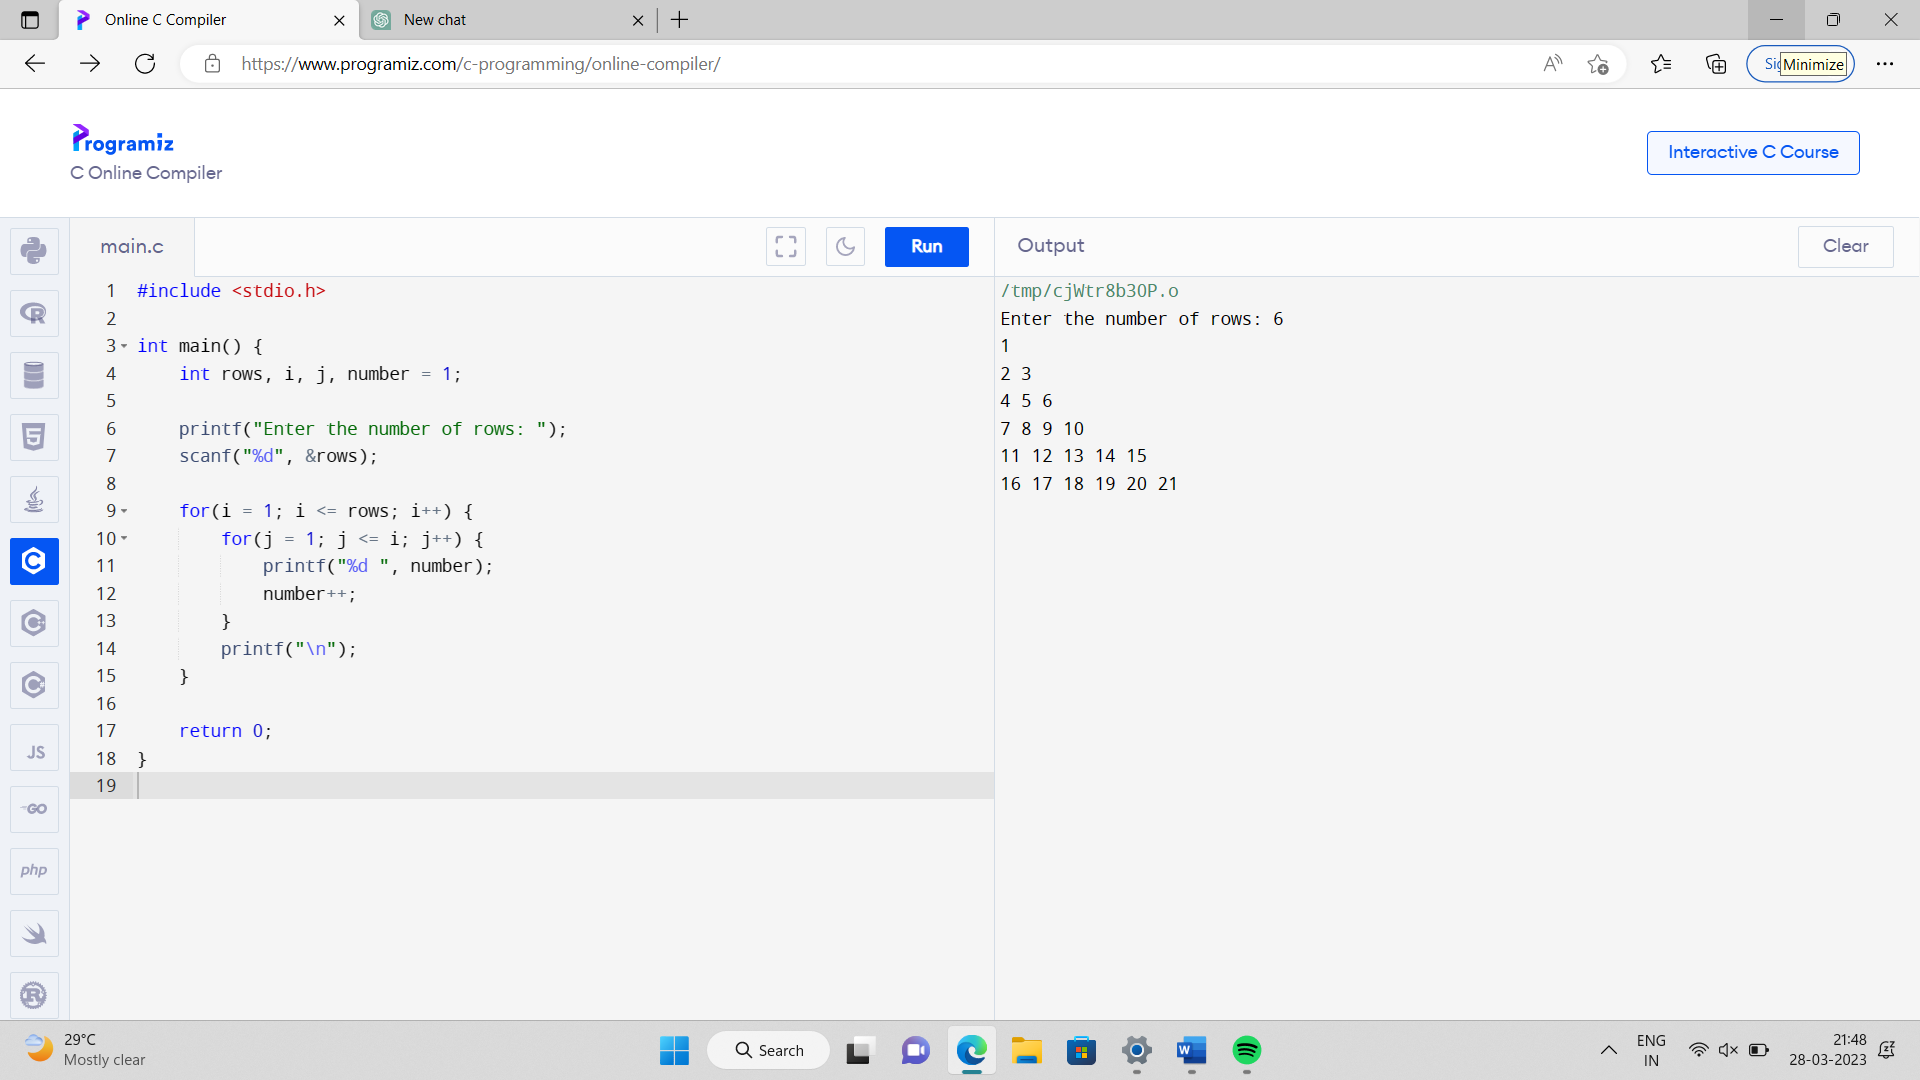 Online C Compiler
New chat
https://www.programiz.com/c-programming/online-compiler/
Minimize
Programiz
C Online Compiler
Interactive C Course
main.c
Run
Output
Clear
1 #include <stdio.h>
2
3 int main() {
4 int rows, i, j, number = 1;
5
6 printf("Enter the number of rows: ");
7 scanf("%d", &rows);
8
9 for(i = 1; i <= rows; i++) {
10 for(j = 1; j <= i; j++) {
11 printf("%d ", number);
12 number++;
13 }
14 printf("\n");
15 }
16
17 return 0;
18 }
19
/tmp/cjWtr8b3OP.o
Enter the number of rows: 6
1
2 3
4 5 6
7 8 9 10
11 12 13 14 15
16 17 18 19 20 21
JS
GO
php
29°C
Mostly clear
Search
ENG
IN
21:48
28-03-2023